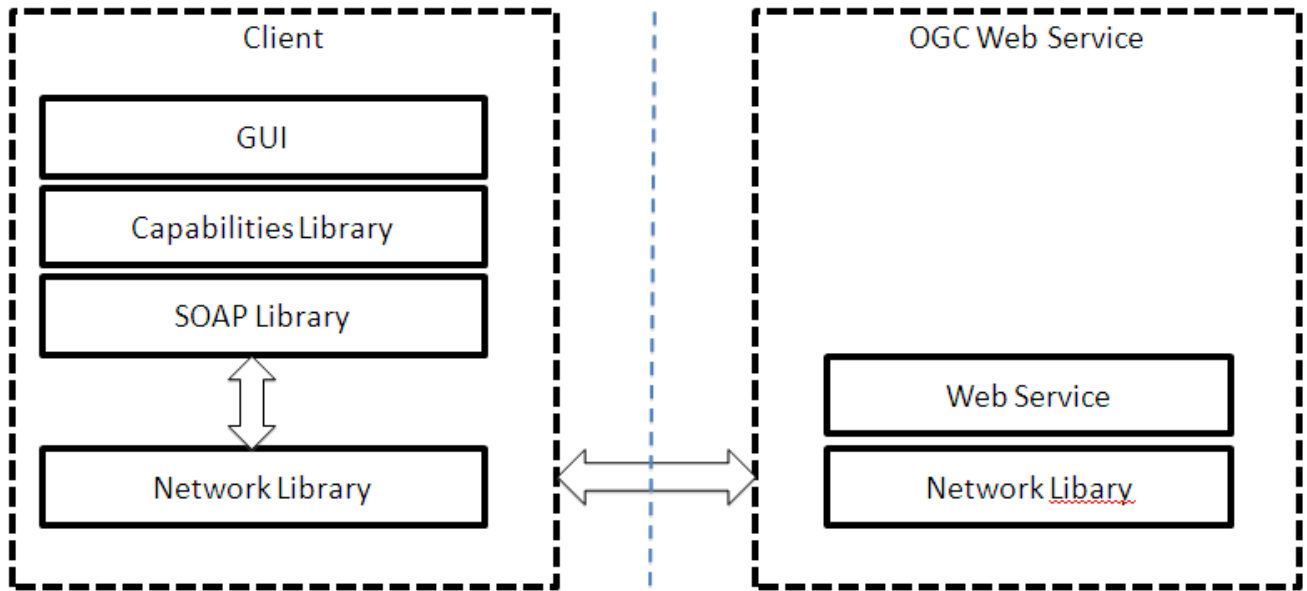 Client
GUI
Capabilities Library
SOAP Library
Network Library
OGC Web Service
Web Service
Network Libary